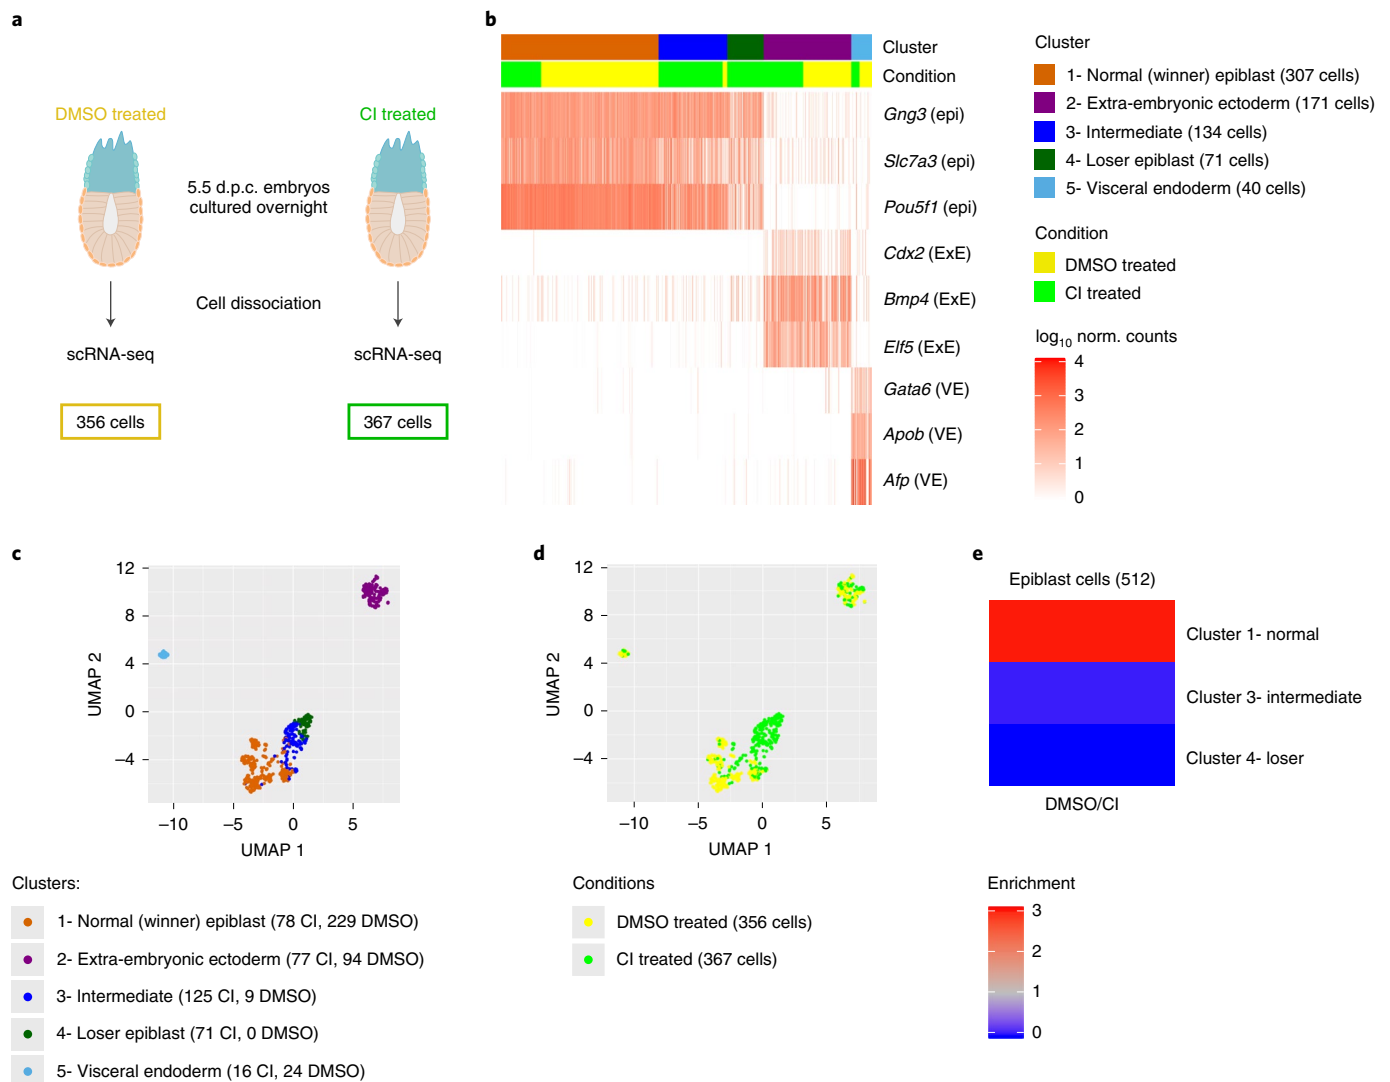 a
DMSO treated
CI treated
5.5 d.p.c. embryos
cultured overnight
Cell dissociation
scRNA-seq
scRNA-seq
356 cells
367 cells
b
Cluster
Condition
Gng3 (epi)
Slc7a3 (epi)
Pou5f1 (epi)
Cdx2 (ExE)
Bmp4 (ExE)
Elf5 (ExE)
Gata6 (VE)
Apob (VE)
Afp (VE)
Cluster
1- Normal (winner) epiblast (307 cells)
2- Extra-embryonic ectoderm (171 cells)
3- Intermediate (134 cells)
4- Loser epiblast (71 cells)
5- Visceral endoderm (40 cells)
Condition
DMSO treated
CI treated
log10 norm. counts
4
3
2
1
0
c
UMAP 2
12
8
4
0
–4
–10
–5
0
5
UMAP 1
Clusters:
1- Normal (winner) epiblast (78 CI, 229 DMSO)
2- Extra-embryonic ectoderm (77 CI, 94 DMSO)
3- Intermediate (125 CI, 9 DMSO)
4- Loser epiblast (71 CI, 0 DMSO)
5- Visceral endoderm (16 CI, 24 DMSO)
d
UMAP 2
12
8
4
0
–4
–10
–5
0
5
UMAP 1
Conditions
DMSO treated (356 cells)
CI treated (367 cells)
e
Epiblast cells (512)
Cluster 1- normal
Cluster 3- intermediate
Cluster 4- loser
DMSO/CI
Enrichment
3
2
1
0